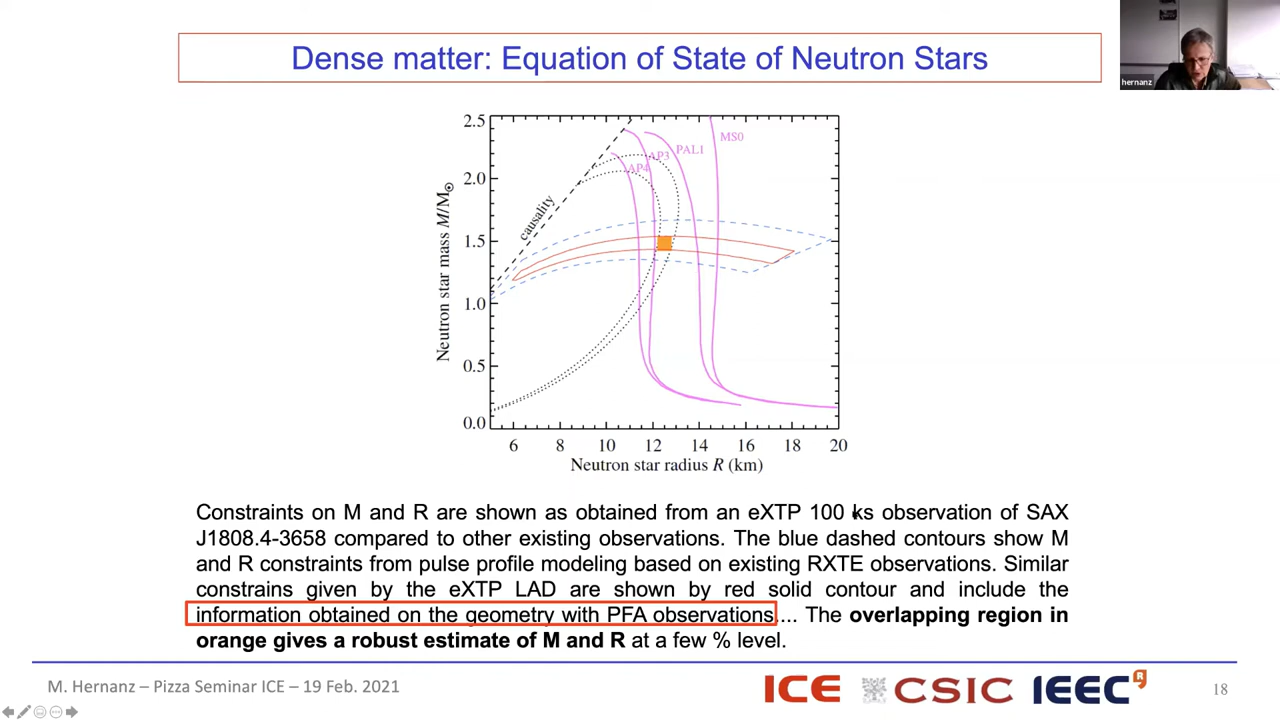 Dense matter: Equation of State of Neutron Stars
hernanz
2.5
2.0
1.5
1.0
0.5
0.0
Neutron star mass M/M⊙
causality
AP4
AP3
PAL1
MS0
6 8 10 12 14 16 18 20
Neutron star radius R (km)
Constraints on M and R are shown as obtained from an eXTP 100 ks observation of SAX
J1808.4-3658 compared to other existing observations. The blue dashed contours show M
and R constraints from pulse profile modeling based on existing RXTE observations. Similar
constrains given by the eXTP LAD are shown by red solid contour and include the
information obtained on the geometry with PFA observations.... The overlapping region in
orange gives a robust estimate of M and R at a few % level.
M. Hernanz – Pizza Seminar ICE – 19 Feb. 2021
ICE CSIC IEEC R
18